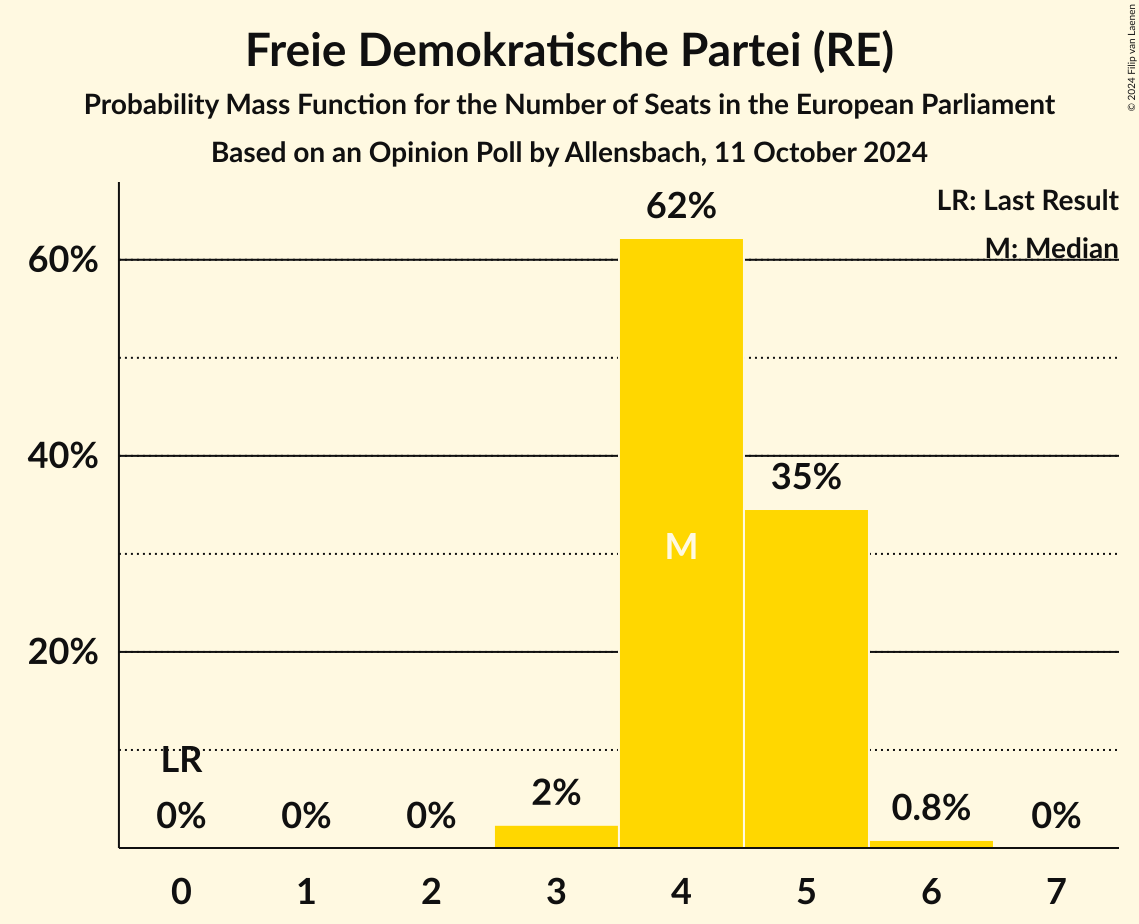 Freie Demokratische Partei (RE)
Probability Mass Function for the Number of Seats in the European Parliament
Based on an Opinion Poll by Allensbach, 11 October 2024
© 2024 Filip van Laenen
LR: Last Result
M: Median
62%
60%
40%
35%
M
20%
LR
0%
0%
0%
2%
0.8%
0%
0 1 2 3 4 5 6 7